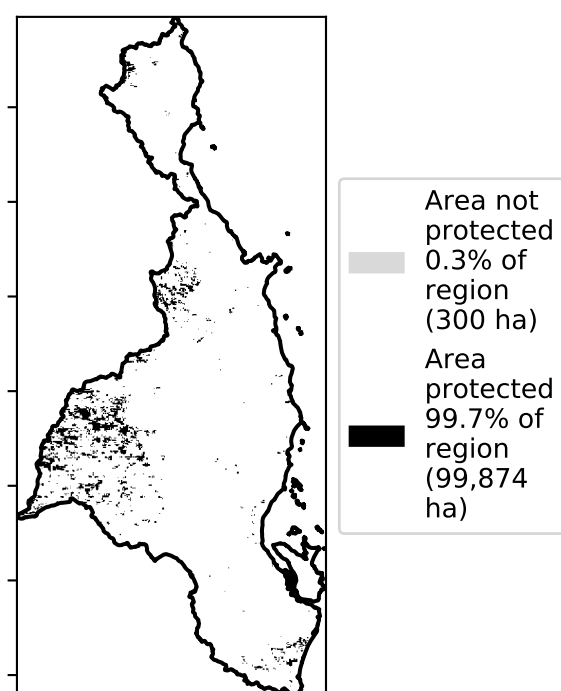 Area not
protected
0.3% of
region
(300 ha)
Area
protected
99.7% of
region
(99,874
ha)